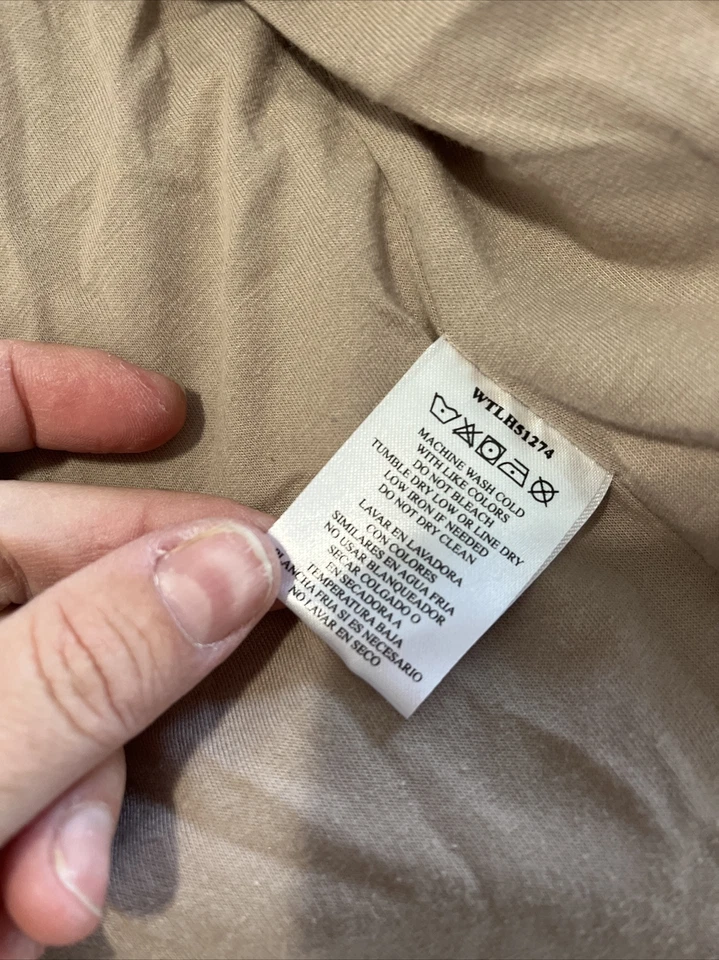 WTLH51274
MACHINE WASH COLD
WITH LIKE COLORS
DO NOT BLEACH
TUMBLE DRY LOW OR LINE DRY
LOW IRON IF NEEDED
DO NOT DRY CLEAN
LAVAR EN LAVADORA
CON COLORES
SIMILARES EN AGUA FRIA
NO USAR BLANQUEADOR
SECAR COLGADO O
EN SECADORA A
TEMPERATURA BAJA
PLANCHA FRIA SI ES NECESARIO
NO LAVAR EN SECO